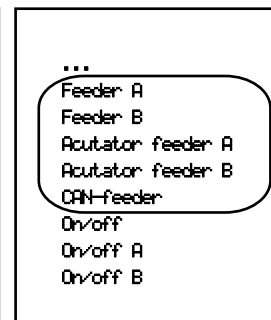 ...
Feeder A
Feeder B
Acutator feeder A
Acutator feeder B
CAN-feeder
On/off
On/off A
On/off B